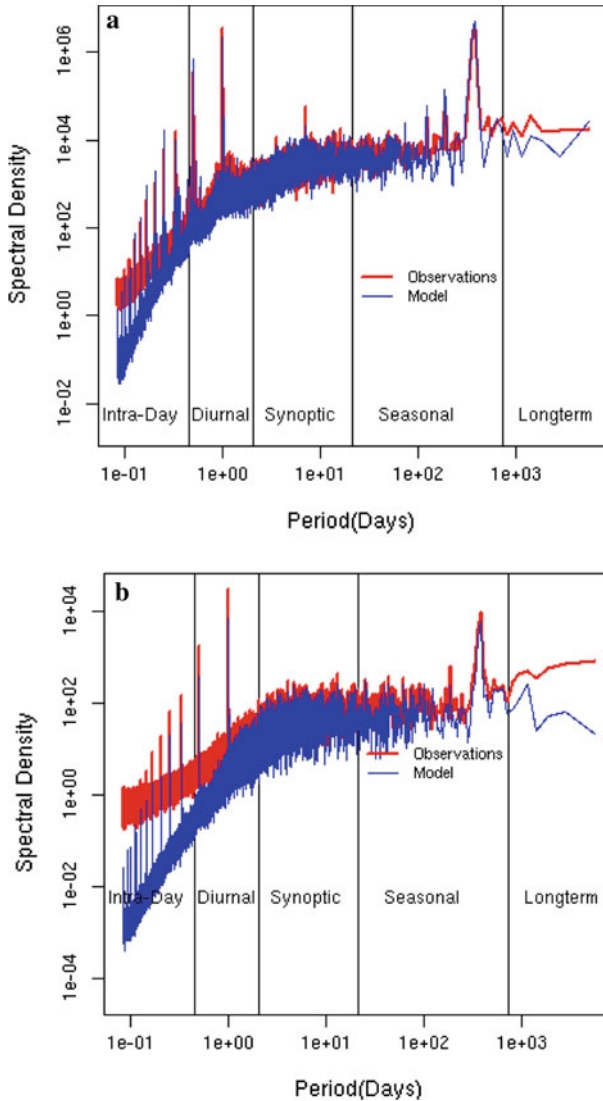 a
1e+06
1e+04
1e+02
1e+00
1e-02
Spectral Density
Observations
Model
Intra-Day
Diurnal
Synoptic
Seasonal
Longterm
1e-01
1e+00
1e+01
1e+02
1e+03
Period(Days)
b
1e+04
1e+02
1e+00
1e-02
1e-04
Spectral Density
Observations
Model
Intra-Day
Diurnal
Synoptic
Seasonal
Longterm
1e-01
1e+00
1e+01
1e+02
1e+03
Period(Days)